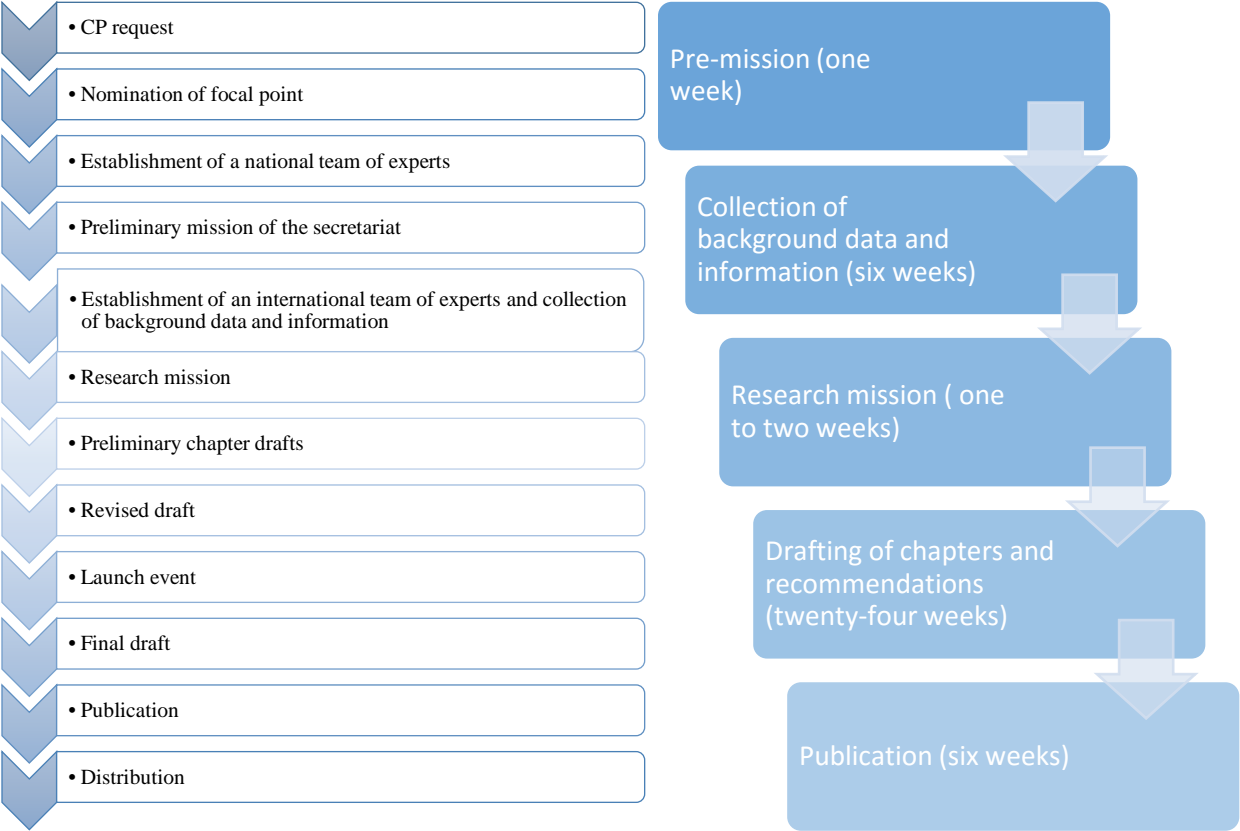 • CP request
• Nomination of focal point
• Establishment of a national team of experts
• Preliminary mission of the secretariat
• Establishment of an international team of experts and collection
of background data and information
• Research mission
• Preliminary chapter drafts
• Revised draft
• Launch event
• Final draft
• Publication
• Distribution
Pre-mission (one
week)
Collection of
background data and
information (six weeks)
Research mission ( one
to two weeks)
Drafting of chapters and
recommendations
(twenty-four weeks)
Publication (six weeks)